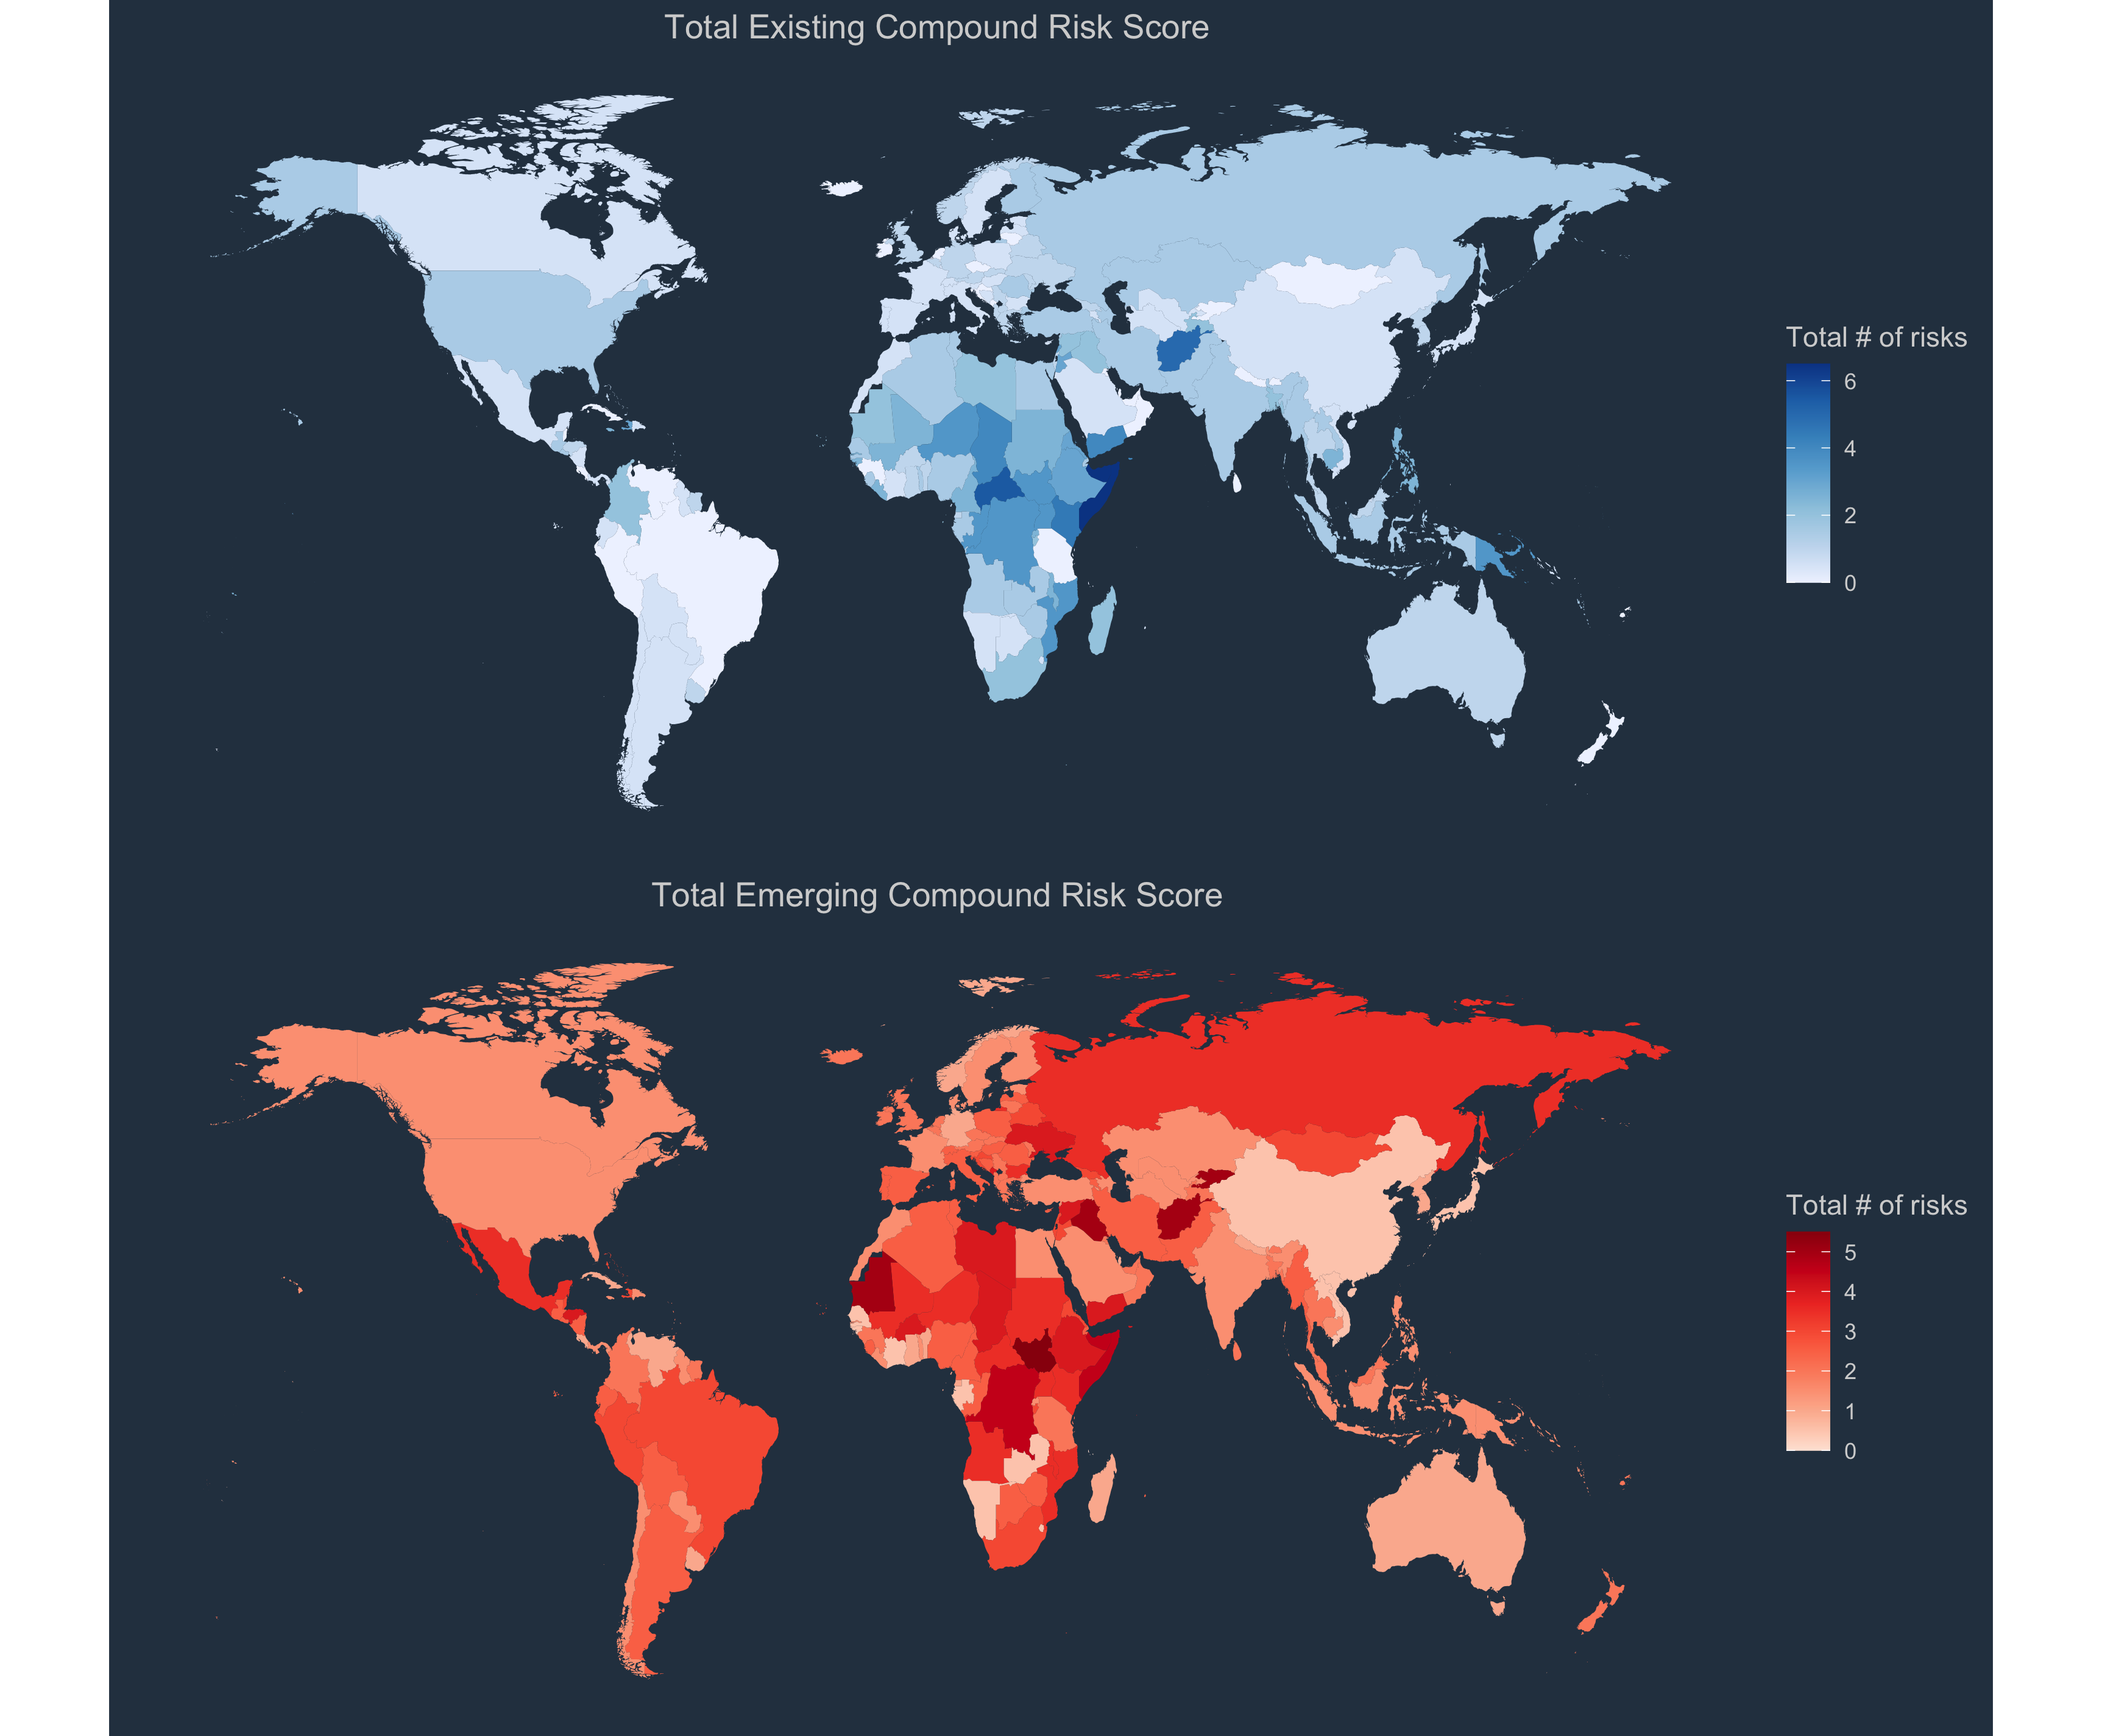 Total Existing Compound Risk Score
Total # of risks
6
4
2
0
Total Emerging Compound Risk Score
Total # of risks
5
4
3
2
1
0